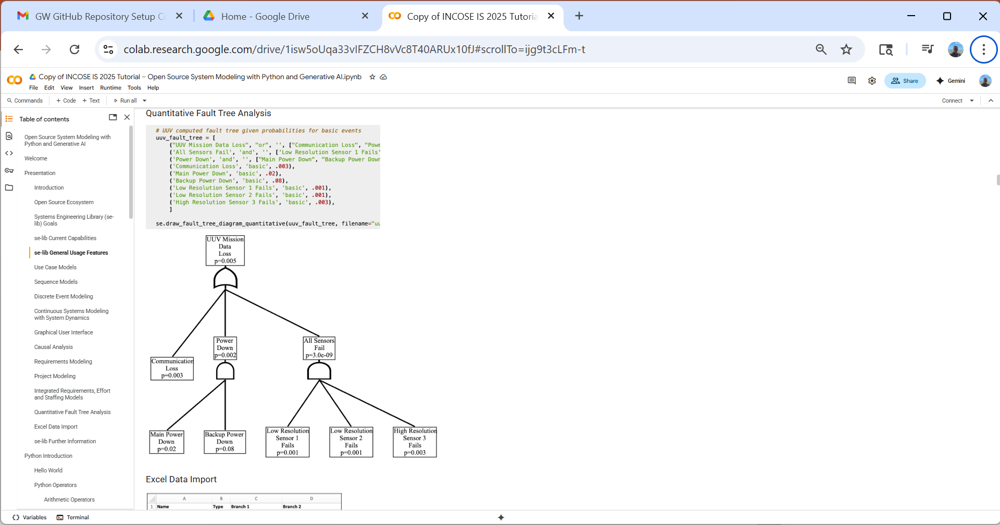 GW GitHub Repository Setup C
Home - Google Drive
Copy of INCOSE IS 2025 Tutoria
colab.research.google.com/drive/1isw5oUqa33vIFZCH8vVc8T40ARUx10fJ#scrollTo=ijg9t3cLFm-t
Copy of INCOSE IS 2025 Tutorial – Open Source System Modeling with Python and Generative AI.ipynb
File Edit View Insert Runtime Tools Help
Share
Gemini
Commands + Code + Text Run all
Connect
Table of contents
Open Source System Modeling with
Python and Generative AI
Welcome
Presentation
Introduction
Open Source Ecosystem
Systems Engineering Library (se-
lib) Goals
se-lib Current Capabilities
se-lib General Usage Features
Use Case Models
Sequence Models
Discrete Event Modeling
Continuous Systems Modeling
with System Dynamics
Graphical User Interface
Causal Analysis
Requirements Modeling
Project Modeling
Integrated Requirements, Effort
and Staffing Models
Quantitative Fault Tree Analysis
Excel Data Import
se-lib Further Information
Python Introduction
Hello World
Python Operators
Arithmetic Operators
Quantitative Fault Tree Analysis
# UUV computed fault tree given probabilities for basic events
uuv_fault_tree = [
("UUV Mission Data Loss", "or", '', ["Communication Loss", "Powe
('All Sensors Fail', 'and', '', ['Low Resolution Sensor 1 Fails'
('Power Down', 'and', '', ["Main Power Down", "Backup Power Down
('Communication Loss', 'basic', .003),
('Main Power Down', 'basic', .02),
('Backup Power Down', 'basic', .08),
('Low Resolution Sensor 1 Fails', 'basic', .001),
('Low Resolution Sensor 2 Fails', 'basic', .001),
('High Resolution Sensor 3 Fails', 'basic', .003),
]
se.draw_fault_tree_diagram_quantitative(uuv_fault_tree, filename="uu
UUV Mission
Data
Loss
p=0.005
Power
Down
p=0.002
All Sensors
Fail
p=3.0e-09
Communication
Loss
p=0.003
Main Power
Down
p=0.02
Backup Power
Down
p=0.08
Low Resolution
Sensor 1
Fails
p=0.001
Low Resolution
Sensor 2
Fails
p=0.001
High Resolution
Sensor 3
Fails
p=0.003
Excel Data Import
A B C D
1 Name Type Branch 1 Branch 2
Variables Terminal